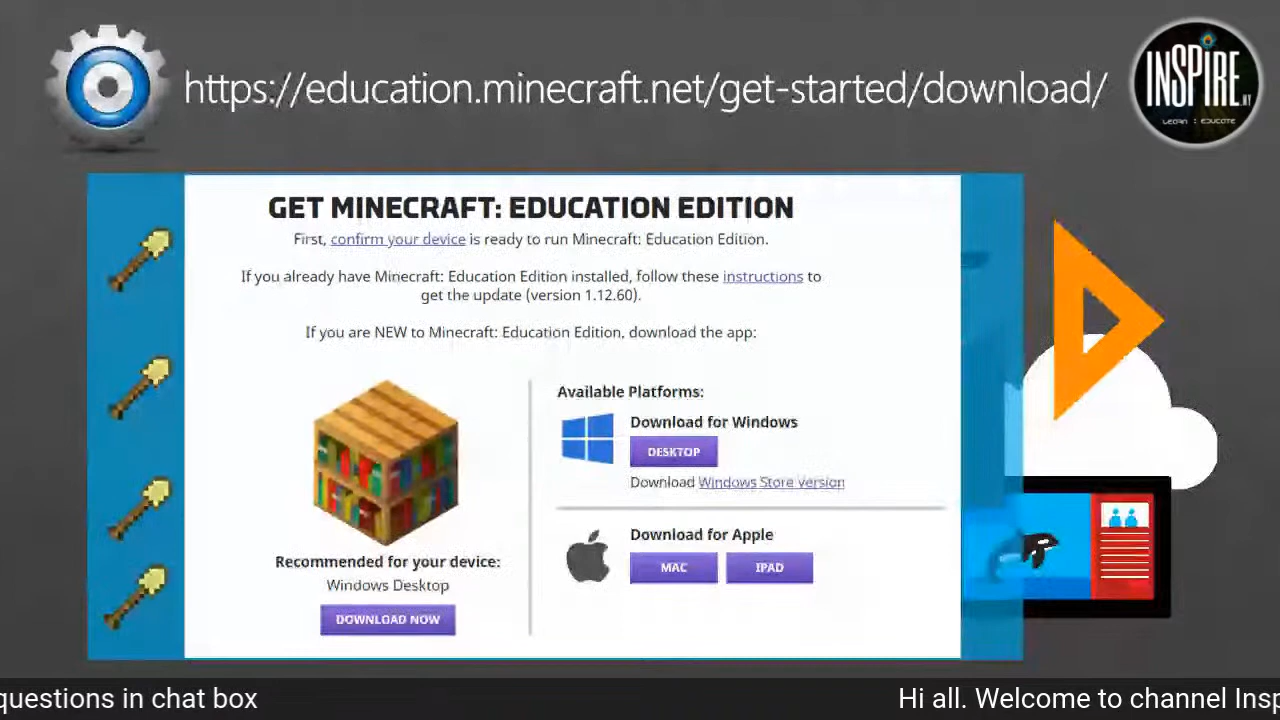 https://education.minecraft.net/get-started/download/
INSPIRE.MY
LEARN : EDUCATE
GET MINECRAFT: EDUCATION EDITION
First, confirm your device is ready to run Minecraft: Education Edition.
If you already have Minecraft: Education Edition installed, follow these instructions to
get the update (version 1.12.60).
If you are NEW to Minecraft: Education Edition, download the app:
Recommended for your device:
Windows Desktop
DOWNLOAD NOW
Available Platforms:
Download for Windows
DESKTOP
Download Windows Store Version
Download for Apple
MAC IPAD
questions in chat box
Hi all. Welcome to channel Insp